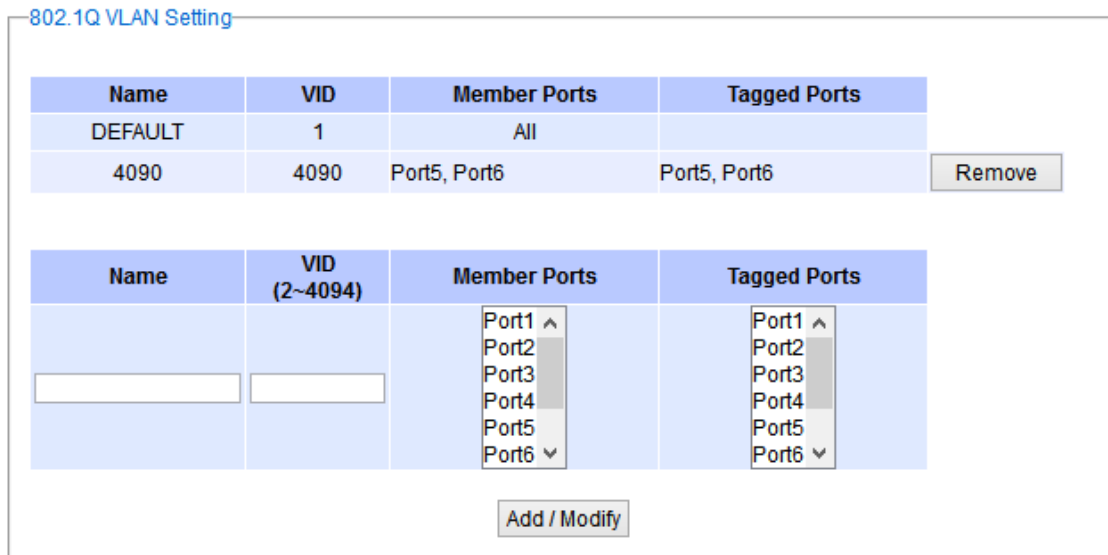 802.1Q VLAN Setting
Name VID Member Ports Tagged Ports
DEFAULT 1 All
4090 4090 Port5, Port6 Port5, Port6 Remove
Name VID (2~4094) Member Ports Tagged Ports
Port1 Port1
Port2 Port2
Port3 Port3
Port4 Port4
Port5 Port5
Port6 Port6
Add / Modify